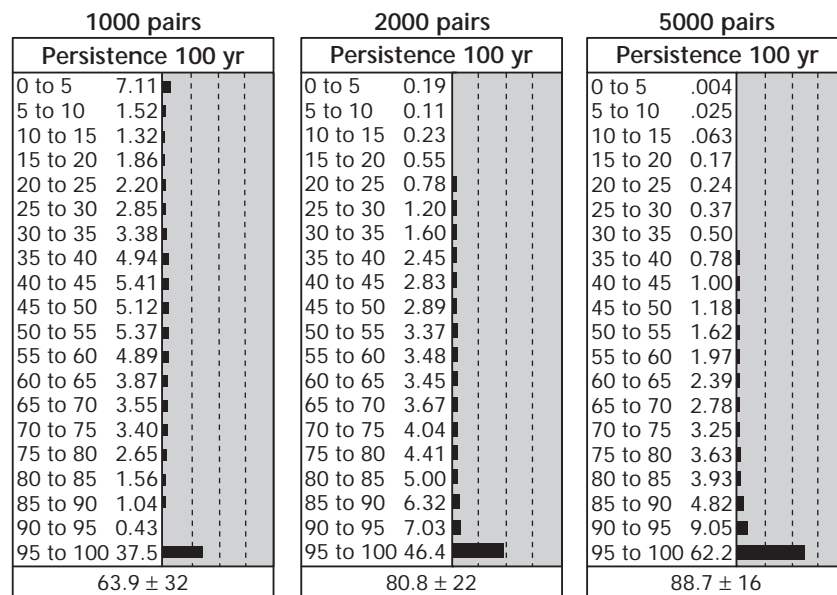 1000 pairs
Persistence 100 yr
0 to 5 7.11
5 to 10 1.52
10 to 15 1.32
15 to 20 1.86
20 to 25 2.20
25 to 30 2.85
30 to 35 3.38
35 to 40 4.94
40 to 45 5.41
45 to 50 5.12
50 to 55 5.37
55 to 60 4.89
60 to 65 3.87
65 to 70 3.55
70 to 75 3.40
75 to 80 2.65
80 to 85 1.56
85 to 90 1.04
90 to 95 0.43
95 to 100 37.5
63.9 ± 32
2000 pairs
Persistence 100 yr
0 to 5 0.19
5 to 10 0.11
10 to 15 0.23
15 to 20 0.55
20 to 25 0.78
25 to 30 1.20
30 to 35 1.60
35 to 40 2.45
40 to 45 2.83
45 to 50 2.89
50 to 55 3.37
55 to 60 3.48
60 to 65 3.45
65 to 70 3.67
70 to 75 4.04
75 to 80 4.41
80 to 85 5.00
85 to 90 6.32
90 to 95 7.03
95 to 100 46.4
80.8 ± 22
5000 pairs
Persistence 100 yr
0 to 5 .004
5 to 10 .025
10 to 15 .063
15 to 20 0.17
20 to 25 0.24
25 to 30 0.37
30 to 35 0.50
35 to 40 0.78
40 to 45 1.00
45 to 50 1.18
50 to 55 1.62
55 to 60 1.97
60 to 65 2.39
65 to 70 2.78
70 to 75 3.25
75 to 80 3.63
80 to 85 3.93
85 to 90 4.82
90 to 95 9.05
95 to 100 62.2
88.7 ± 16